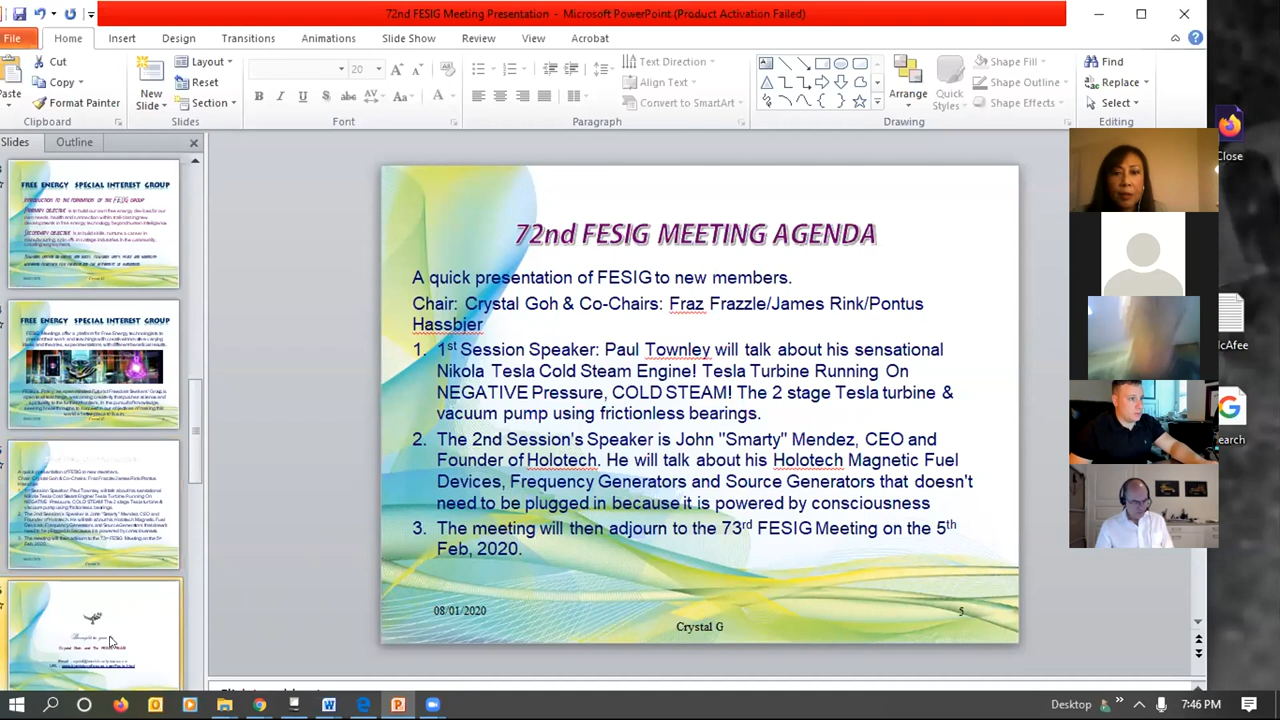 72nd FESIG Meeting Presentation - Microsoft PowerPoint (Product Activation Failed)
File Home Insert Design Transitions Animations Slide Show Review View Acrobat
Paste
Cut
Copy
Format Painter
Clipboard
New
Slide
Layout
Reset
Section
Slides
20
Font
Text Direction
Align Text
Convert to SmartArt
Paragraph
Arrange
Quick
Styles
Shape Fill
Shape Outline
Shape Effects
Drawing
Find
Replace
Select
Editing
Slides Outline
FREE ENERGY SPECIAL INTEREST GROUP
INTRODUCTION TO THE FORMATION OF THE FESIG GROUP
72nd FESIG MEETING AGENDA
A quick presentation of FESIG to new members.
Chair: Crystal Goh & Co-Chairs: Fraz Frazzle/James Rink/Pontus
Hassbjer
1. 1st Session Speaker: Paul Townley will talk about his sensational
Nikola Tesla Cold Steam Engine! Tesla Turbine Running On
NEGATIVE Pressure, COLD STEAM! The 2 stage Tesla turbine &
vacuum pump using frictionless bearings.
2. The 2nd Session's Speaker is John "Smarty" Mendez, CEO and
Founder of Holotech. He will talk about his Holotech Magnetic Fuel
Devices, Frequency Generators and Source Generators that doesn't
need to be plugged in because it is powered by consciousness
3. The meeting will then adjourn to the 73rd FESIG Meeting on the 5th
Feb, 2020.
08/01/2020
5
Crystal G
Close
McAfee
Search
Desktop
7:46 PM